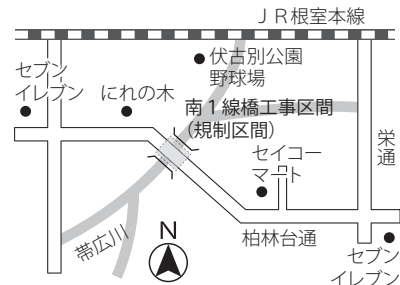 JR根室本線
伏古別公園
野球場
セブン
イレブン
にれの木
南1線橋工事区間
(規制区間)
栄通
セイコー
マート
帯広川
N
柏林台通
セブン
イレブン